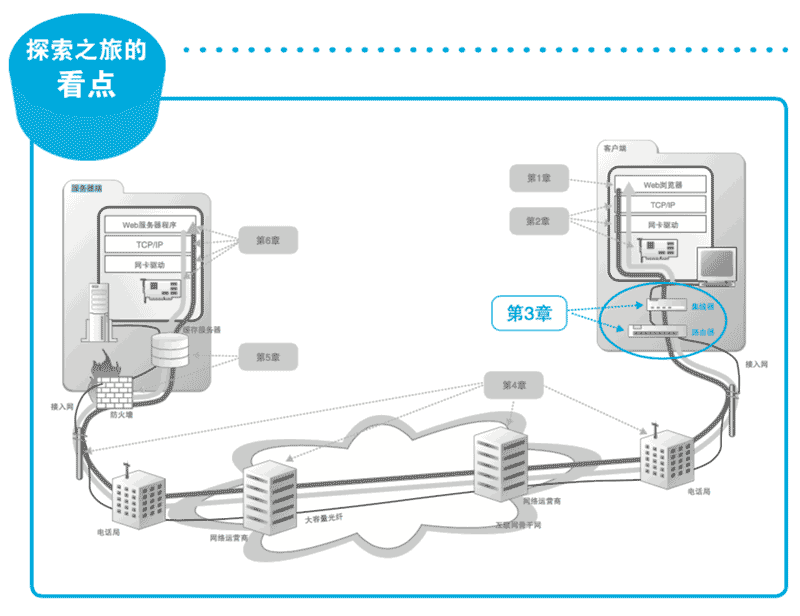 探索之旅的
看点
客户端
第1章
Web浏览器
TCP/IP
第2章
网卡驱动
服务器端
Web服务器程序
TCP/IP
第6章
网卡驱动
缓存服务器
第3章
集线器
路由器
第5章
接入网
防火墙
接入网
第4章
电话局
网络运营商
大容量光纤
网络运营商
互联网骨干网
电话局